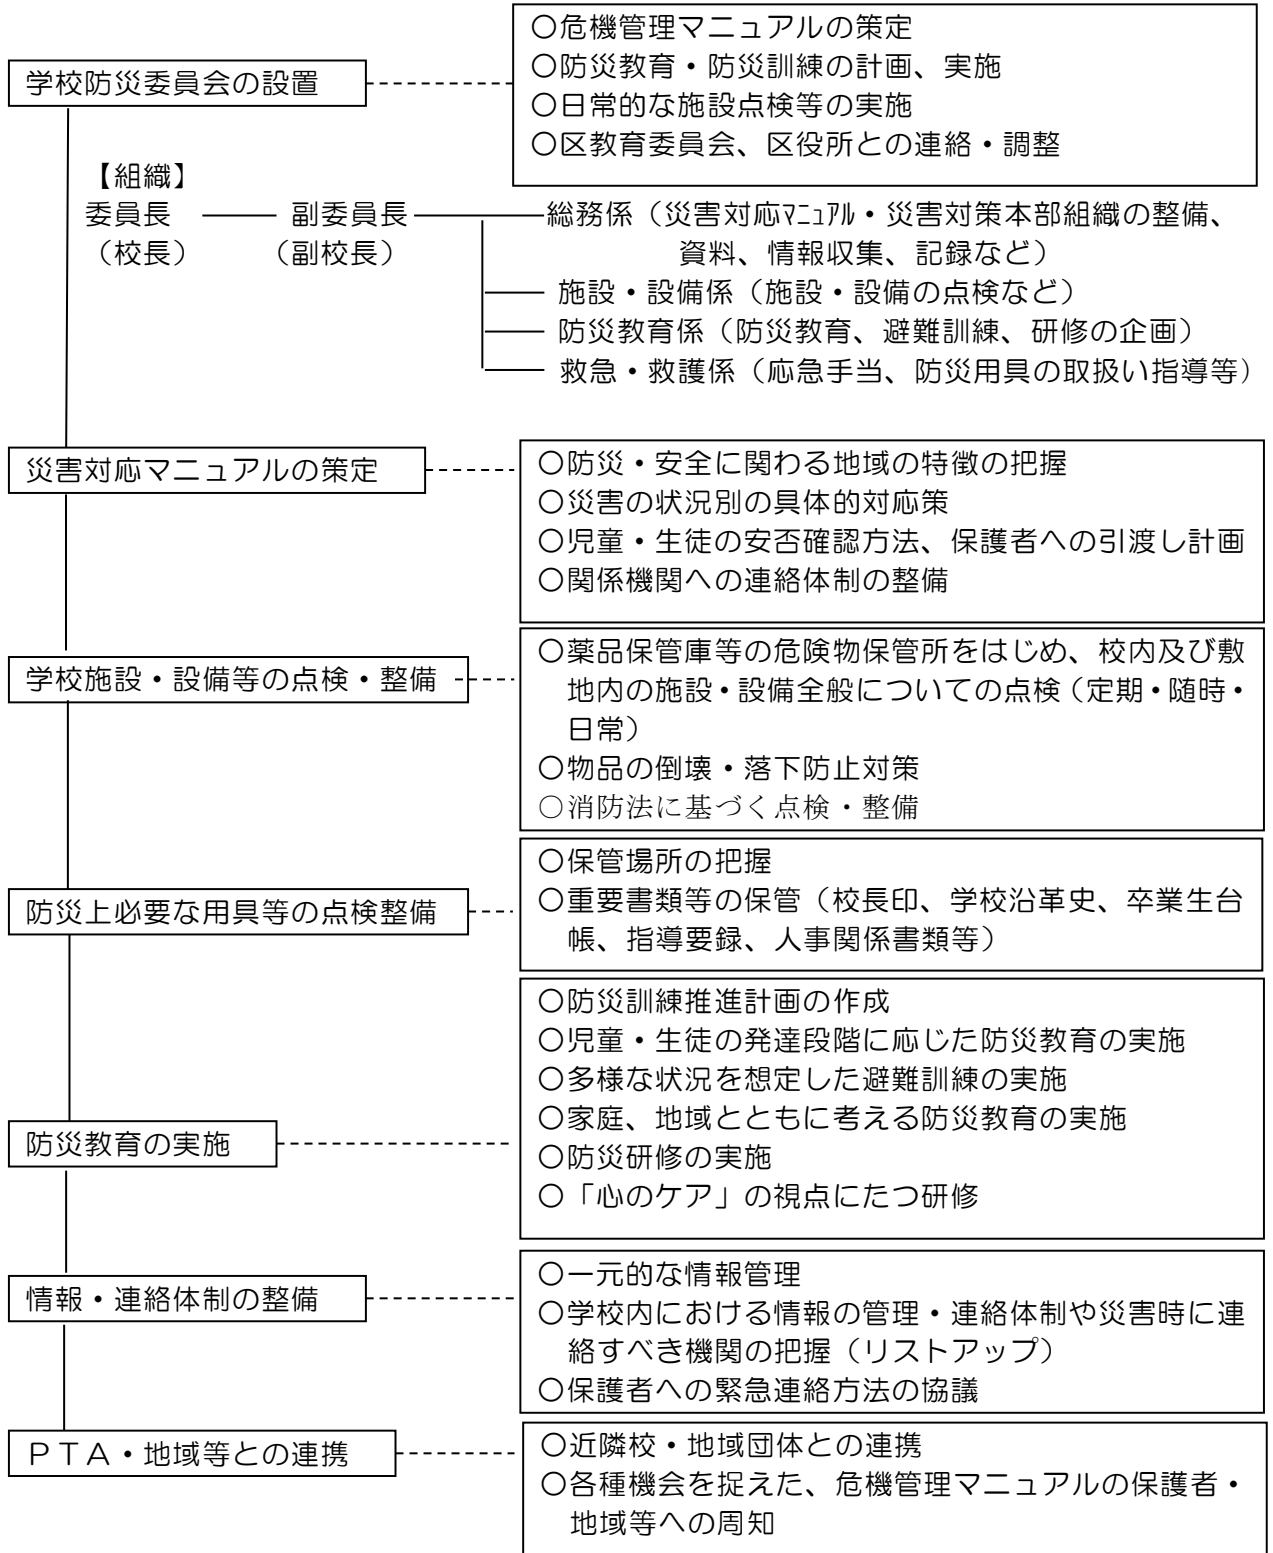 学校防災委員会の設置
〇危機管理マニュアルの策定
〇防災教育・防災訓練の計画、実施
〇日常的な施設点検等の実施
〇区教育委員会、区役所との連絡・調整
【組織】
委員長 副委員長 総務係（災害対応ﾏﾆｭｱﾙ・災害対策本部組織の整備、
（校長） （副校長） 資料、情報収集、記録など）
施設・設備係（施設・設備の点検など）
防災教育係（防災教育、避難訓練、研修の企画）
救急・救護係（応急手当、防災用具の取扱い指導等）
災害対応マニュアルの策定
〇防災・安全に関わる地域の特徴の把握
〇災害の状況別の具体的対応策
〇児童・生徒の安否確認方法、保護者への引渡し計画
〇関係機関への連絡体制の整備
学校施設・設備等の点検・整備
〇薬品保管庫等の危険物保管所をはじめ、校内及び敷
地内の施設・設備全般についての点検（定期・随時・
日常）
〇物品の倒壊・落下防止対策
〇消防法に基づく点検・整備
防災上必要な用具等の点検整備
〇保管場所の把握
〇重要書類等の保管（校長印、学校沿革史、卒業生台
帳、指導要録、人事関係書類等）
防災教育の実施
〇防災訓練推進計画の作成
〇児童・生徒の発達段階に応じた防災教育の実施
〇多様な状況を想定した避難訓練の実施
〇家庭、地域とともに考える防災教育の実施
〇防災研修の実施
〇「心のケア」の視点にたつ研修
情報・連絡体制の整備
〇一元的な情報管理
〇学校内における情報の管理・連絡体制や災害時に連
絡すべき機関の把握（リストアップ）
〇保護者への緊急連絡方法の協議
ＰＴＡ・地域等との連携
〇近隣校・地域団体との連携
〇各種機会を捉えた、危機管理マニュアルの保護者・
地域等への周知